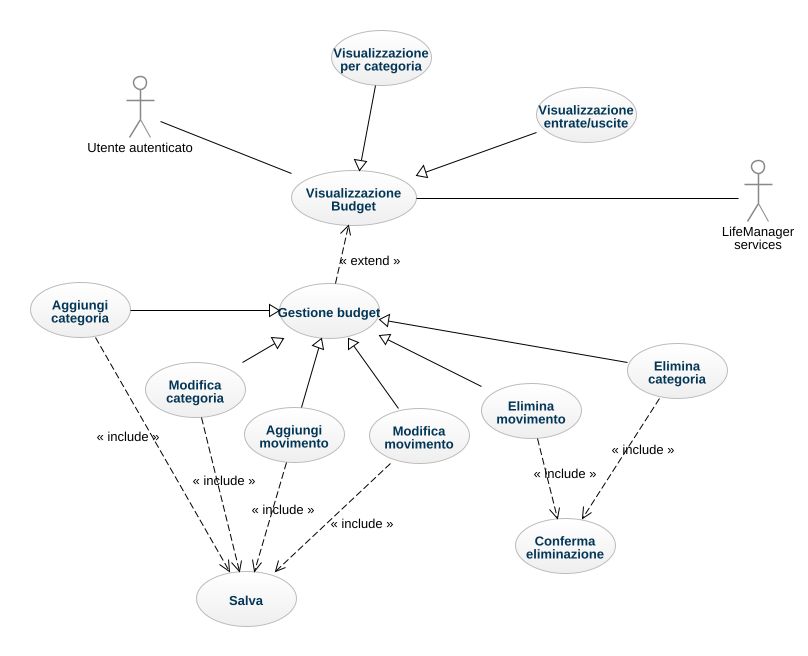 Visualizzazione
per categoria
Visualizzazione
entrate/uscite
Utente autenticato
Visualizzazione
Budget
LifeManager
services
« extend »
Aggiungi
categoria
Gestione budget
Modifica
categoria
Elimina
categoria
Aggiungi
movimento
Modifica
movimento
Elimina
movimento
« include »
« include »
« include »
« include »
« include »
« include »
Conferma
eliminazione
Salva